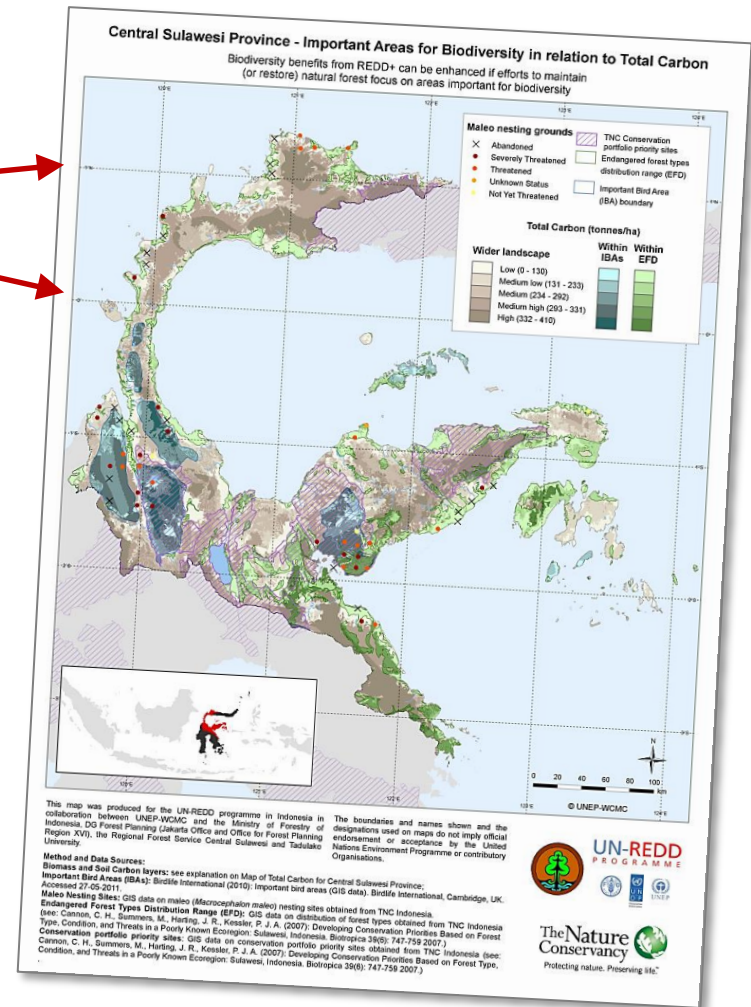 Central Sulawesi Province - Important Areas for Biodiversity in relation to Total Carbon
Biodiversity benefits from REDD+ can be enhanced if efforts to maintain
(or restore) natural forest focus on areas important for biodiversity
120°E
121°E
122°E
123°E
124°E
Maleo nesting grounds
Abandoned
Severely Threatened
Threatened
Unknown Status
Not Yet Threatened
TNC Conservation
portfolio priority sites
Endangered forest types
distribution range (EFD)
Important Bird Area
(IBA) boundary
Total Carbon (tonnes/ha)
Wider landscape
Within
IBAs
Within
EFD
Low (0 - 130)
Medium low (131 - 233)
Medium (234 - 292)
Medium high (293 - 331)
High (332 - 410)
N
0 20 40 60 80 100
km
© UNEP-WCMC
120°E
121°E
122°E
123°E
124°E
This map was produced for the UN-REDD programme in Indonesia in
collaboration between UNEP-WCMC and the Ministry of Forestry of
Indonesia, DG Forest Planning (Jakarta Office and Office for Forest Planning
Region XVI), the Regional Forest Service Central Sulawesi and Tadulako
University.
The boundaries and names shown and the
designations used on maps do not imply official
endorsement or acceptance by the United
Nations Environment Programme or contributory
Organisations.
Method and Data Sources:
Biomass and Soil Carbon layers: see explanation on Map of Total Carbon for Central Sulawesi Province;
Important Bird Areas (IBAs): Birdlife International (2010): Important bird areas (GIS data). Birdlife International, Cambridge, UK.
Accessed 27-05-2011.
Maleo Nesting Sites: GIS data on maleo (Macrocephalon maleo) nesting sites obtained from TNC Indonesia.
Endangered Forest Types Distribution Range (EFD): GIS data on distribution of forest types obtained from TNC Indonesia
(see: Cannon, C. H., Summers, M., Harting, J. R., Kessler, P. J. A. (2007): Developing Conservation Priorities Based on Forest
Type, Condition, and Threats in a Poorly Known Ecoregion: Sulawesi, Indonesia. Biotropica 39(6): 747-759 2007.)
Conservation portfolio priority sites: GIS data on conservation portfolio priority sites obtained from TNC Indonesia (see:
Cannon, C. H., Summers, M., Harting, J. R., Kessler, P. J. A. (2007): Developing Conservation Priorities Based on Forest Type,
Condition, and Threats in a Poorly Known Ecoregion: Sulawesi, Indonesia. Biotropica 39(6): 747-759 2007.)
UN-REDD
PROGRAMME
UNEP
The Nature
Conservancy
Protecting nature. Preserving life.™